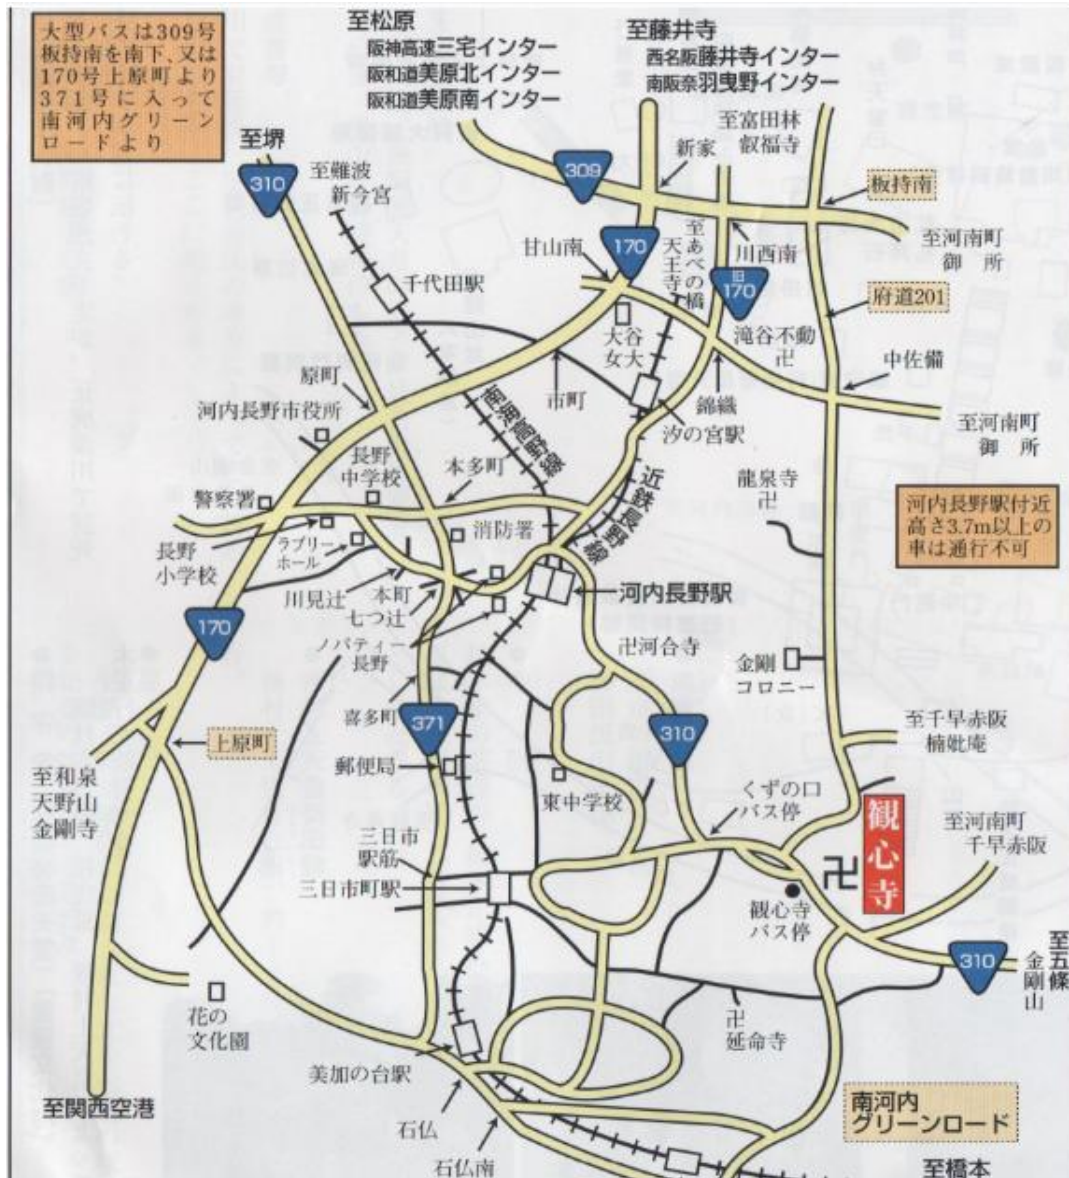 大型バスは309号
板持南を南下、又は
170号上原町より
371号に入って
南河内グリーン
ロードより
至松原
阪神高速三宅インター
阪和道美原北インター
阪和道美原南インター
至藤井寺
西名阪藤井寺インター
南阪奈羽曳野インター
至堺
310
至難波
新今宮
309
新家
至富田林
叡福寺
板持南
至河南町
御所
甘山南
170
至あべの橋
天王寺
川西南
旧
170
府道201
千代田駅
大谷
女大
滝谷不動
卍
中佐備
原町
市町
錦織
汐の宮駅
至河南町
御所
河内長野市役所
南海高野線
長野
中学校
本多町
近鉄長野線
龍泉寺
卍
河内長野駅付近
高さ3.7m以上の
車は通行不可
警察署
長野
小学校
ラブリー
ホール
消防署
川見辻
本町
七つ辻
河内長野駅
170
ノバティー
長野
卍河合寺
金剛
コロニー
喜多町
371
310
至千早赤阪
楠妣庵
上原町
郵便局
東中学校
くずの口
バス停
至和泉
天野山
金剛寺
三日市
駅筋
三日市町駅
観心寺
卍
至河南町
千早赤阪
観心寺
バス停
310
至五條
金剛山
花の
文化園
卍
延命寺
美加の台駅
至関西空港
石仏
石仏南
南河内
グリーンロード
至橋本